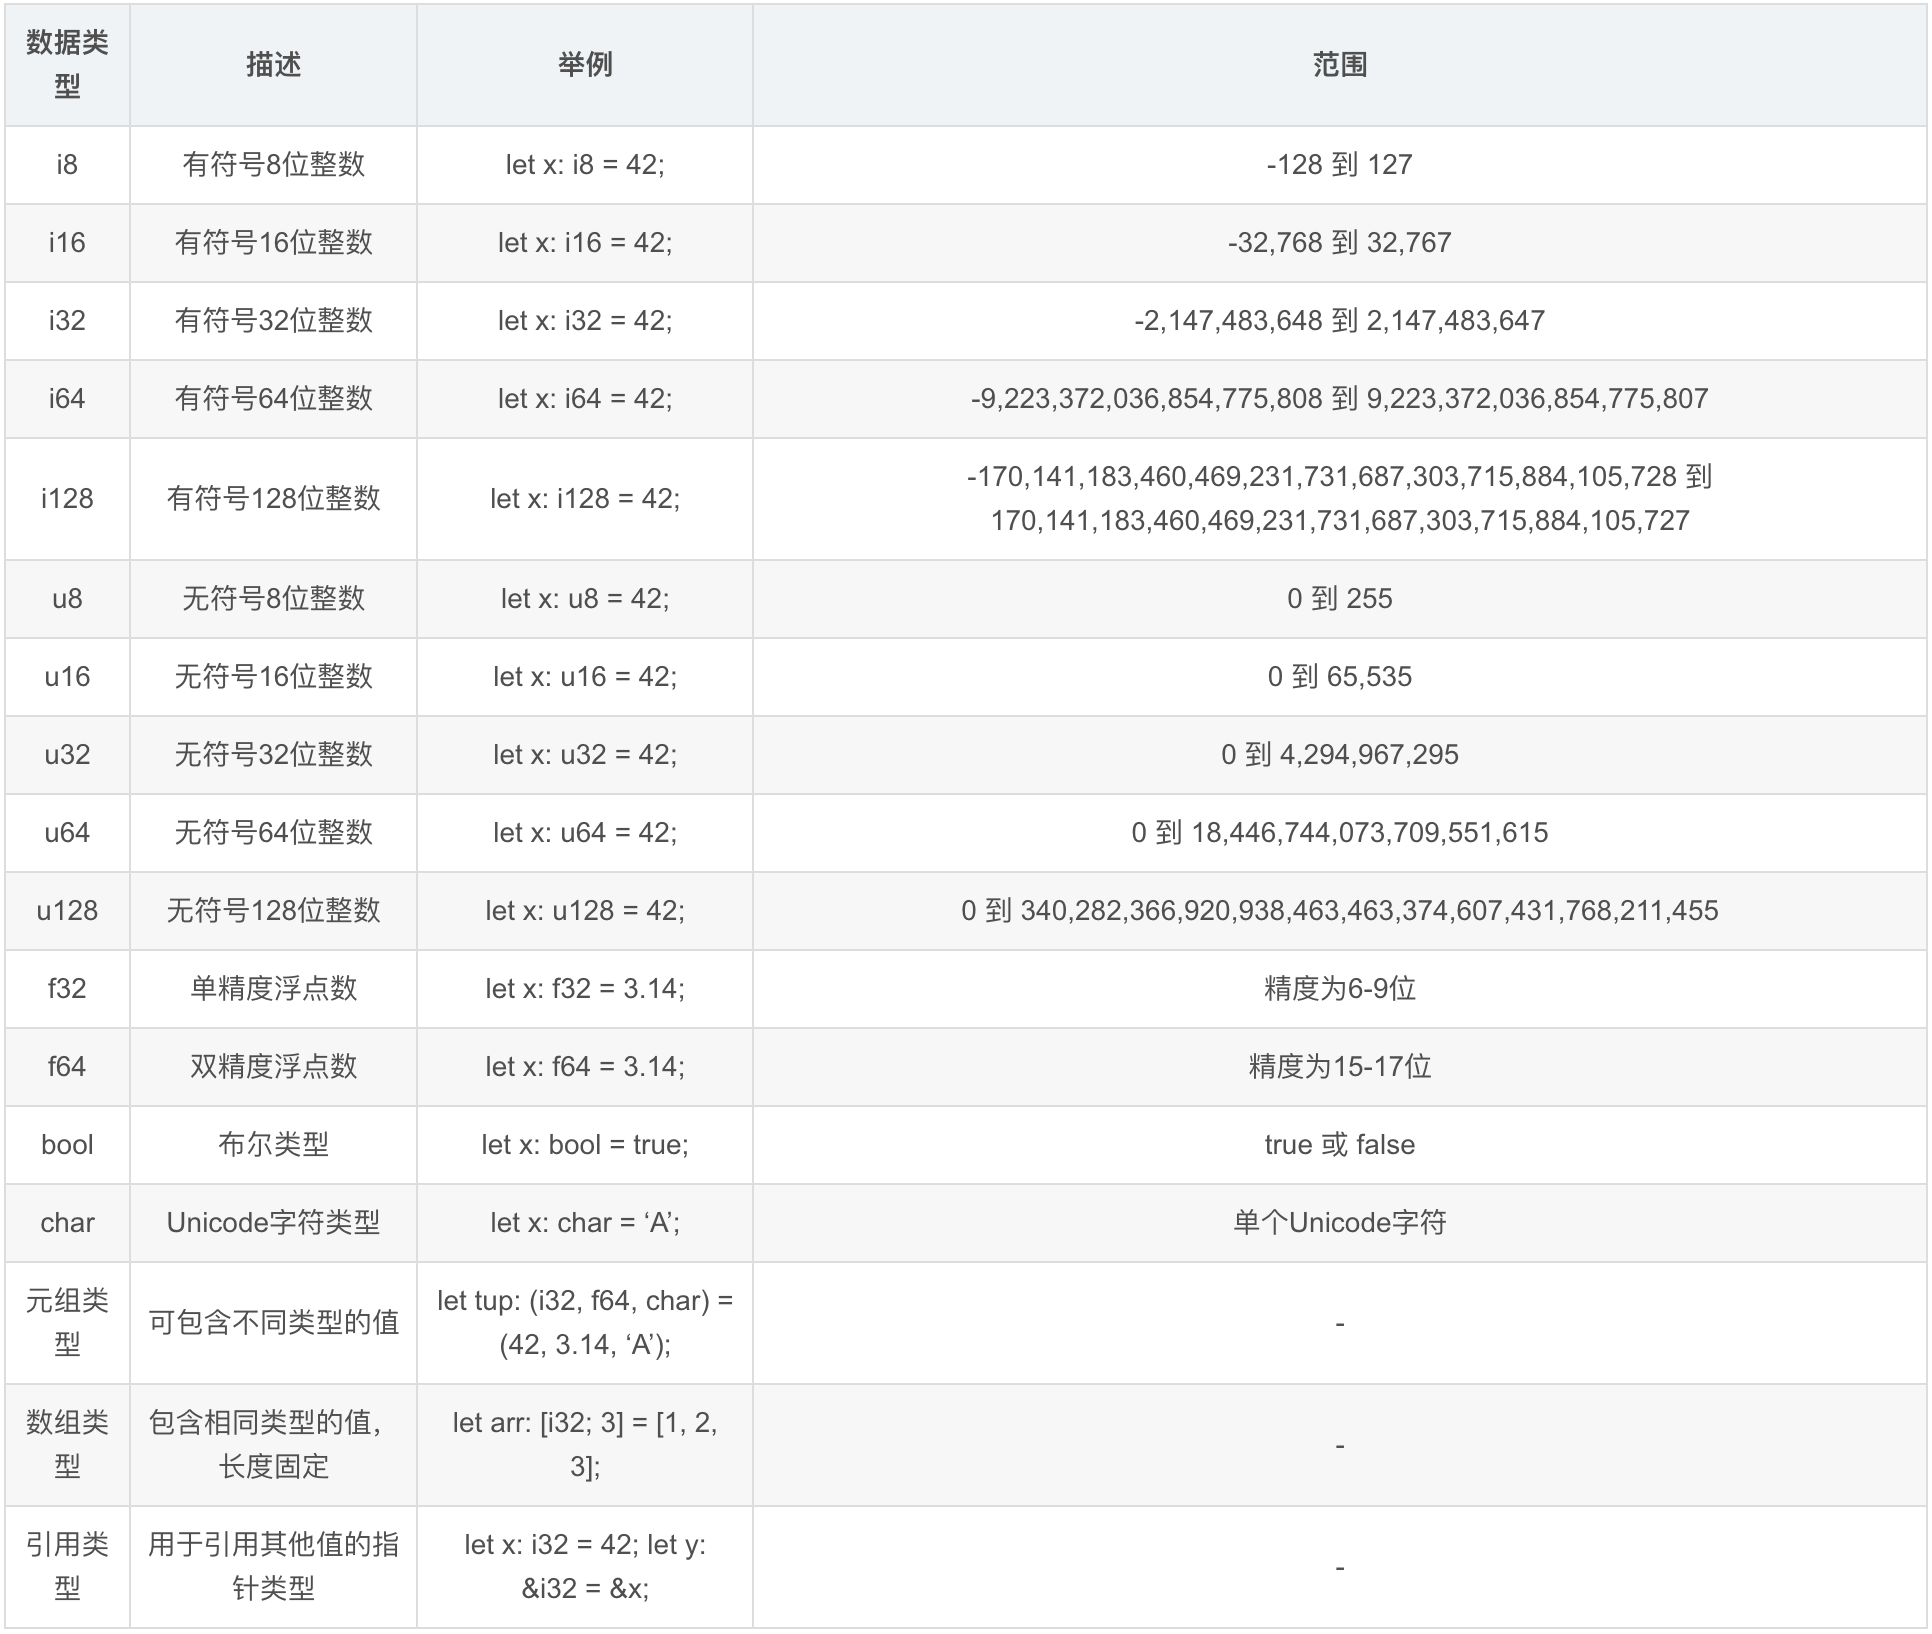 数据类
型
描述
举例
范围
i8
有符号8位整数
let x: i8 = 42;
-128 到 127
i16
有符号16位整数
let x: i16 = 42;
-32,768 到 32,767
i32
有符号32位整数
let x: i32 = 42;
-2,147,483,648 到 2,147,483,647
i64
有符号64位整数
let x: i64 = 42;
-9,223,372,036,854,775,808 到 9,223,372,036,854,775,807
i128
有符号128位整数
let x: i128 = 42;
-170,141,183,460,469,231,731,687,303,715,884,105,728 到
170,141,183,460,469,231,731,687,303,715,884,105,727
u8
无符号8位整数
let x: u8 = 42;
0 到 255
u16
无符号16位整数
let x: u16 = 42;
0 到 65,535
u32
无符号32位整数
let x: u32 = 42;
0 到 4,294,967,295
u64
无符号64位整数
let x: u64 = 42;
0 到 18,446,744,073,709,551,615
u128
无符号128位整数
let x: u128 = 42;
0 到 340,282,366,920,938,463,463,374,607,431,768,211,455
f32
单精度浮点数
let x: f32 = 3.14;
精度为6-9位
f64
双精度浮点数
let x: f64 = 3.14;
精度为15-17位
bool
布尔类型
let x: bool = true;
true 或 false
char
Unicode字符类型
let x: char = ‘A’;
单个Unicode字符
元组类
型
可包含不同类型的值
let tup: (i32, f64, char) =
(42, 3.14, ‘A’);
-
数组类
型
包含相同类型的值，
长度固定
let arr: [i32; 3] = [1, 2,
3];
-
引用类
型
用于引用其他值的指
针类型
let x: i32 = 42; let y:
&i32 = &x;
-